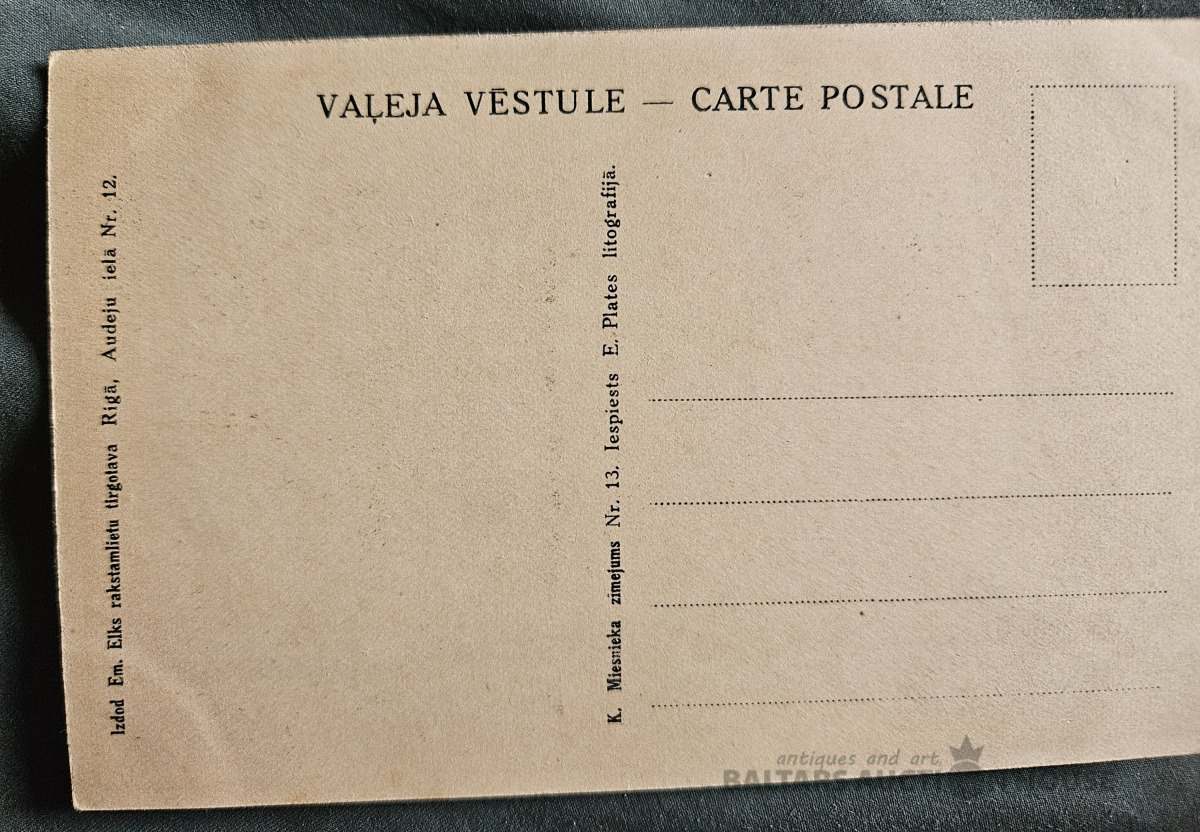 VAĻEJA VĒSTULE — CARTE POSTALE
Izdod Em. Elks rakstamlietu tirgotava Rigā, Audeju ielā Nr. 12.
K. Miesnieka zimejums Nr. 13. Iespiests E. Plates litografijā.
antiques and art